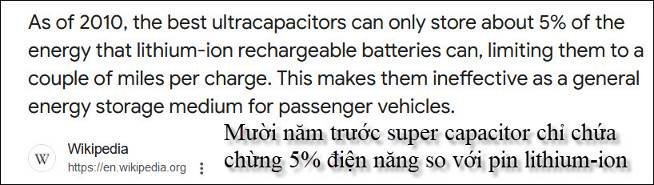 As of 2010, the best ultracapacitors can only store about 5% of the
energy that lithium-ion rechargeable batteries can, limiting them to a
couple of miles per charge. This makes them ineffective as a general
energy storage medium for passenger vehicles.
W
Wikipedia
https://en.wikipedia.org
Mười năm trước super capacitor chỉ chứa
chừng 5% điện năng so với pin lithium-ion